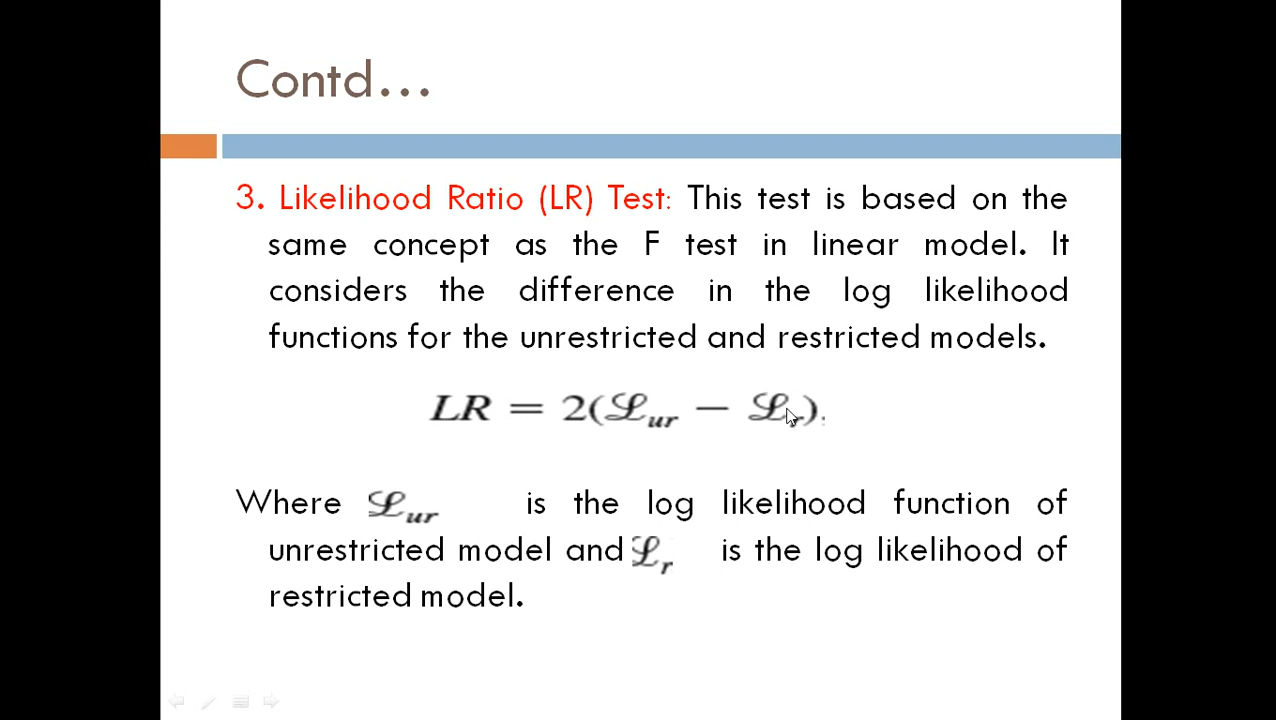 Contd...
3. Likelihood Ratio (LR) Test: This test is based on the
same concept as the F test in linear model. It
considers the difference in the log likelihood
functions for the unrestricted and restricted models.
LR = 2(ℒur − ℒr).
Where ℒur is the log likelihood function of
unrestricted model and ℒr is the log likelihood of
restricted model.